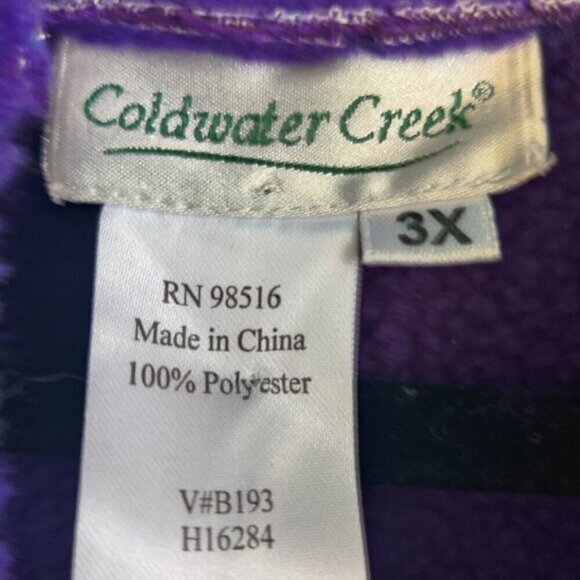 Coldwater Creek®
3X
RN 98516
Made in China
100% Polyester
V#B193
H16284